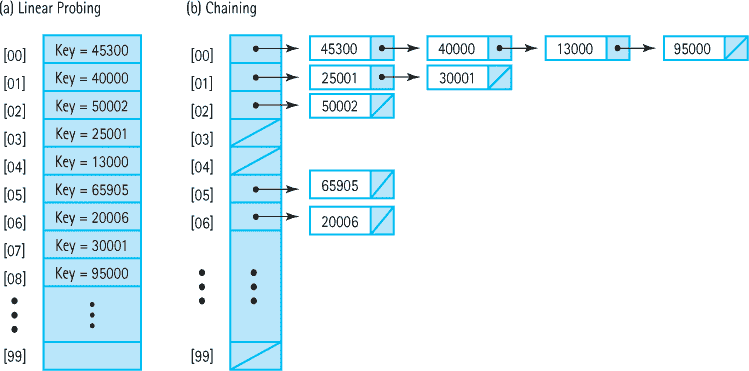 (a) Linear Probing
[00] Key = 45300
[01] Key = 40000
[02] Key = 50002
[03] Key = 25001
[04] Key = 13000
[05] Key = 65905
[06] Key = 20006
[07] Key = 30001
[08] Key = 95000
[99]
(b) Chaining
[00] 45300 40000 13000 95000
[01] 25001 30001
[02] 50002
[03]
[04]
[05] 65905
[06] 20006
[99]